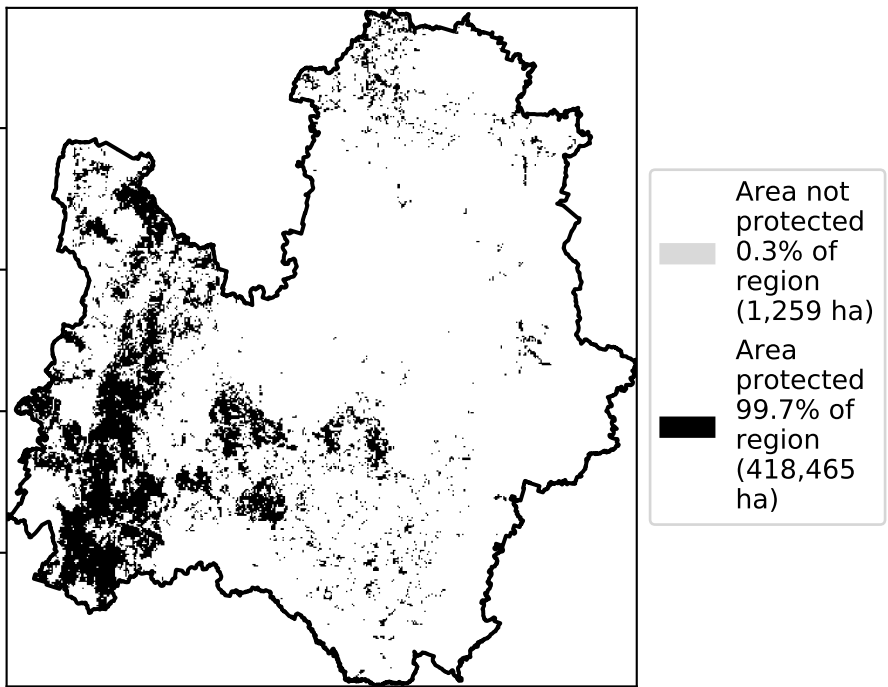 Area not
protected
0.3% of
region
(1,259 ha)
Area
protected
99.7% of
region
(418,465
ha)